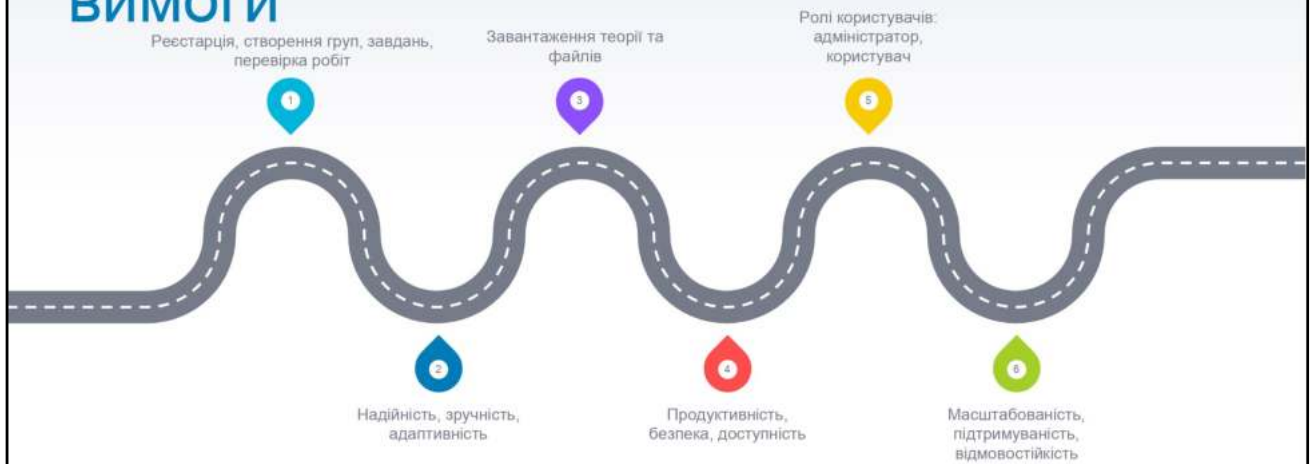 ВИМОГИ
Реєстарція, створення груп, завдань,
перевірка робіт
1
Надійність, зручність,
адаптивність
2
Завантаження теорії та
файлів
3
Продуктивність,
безпека, доступність
4
Ролі користувачів:
адміністратор,
користувач
5
Масштабованість,
підтримуваність,
відмовостійкість
6